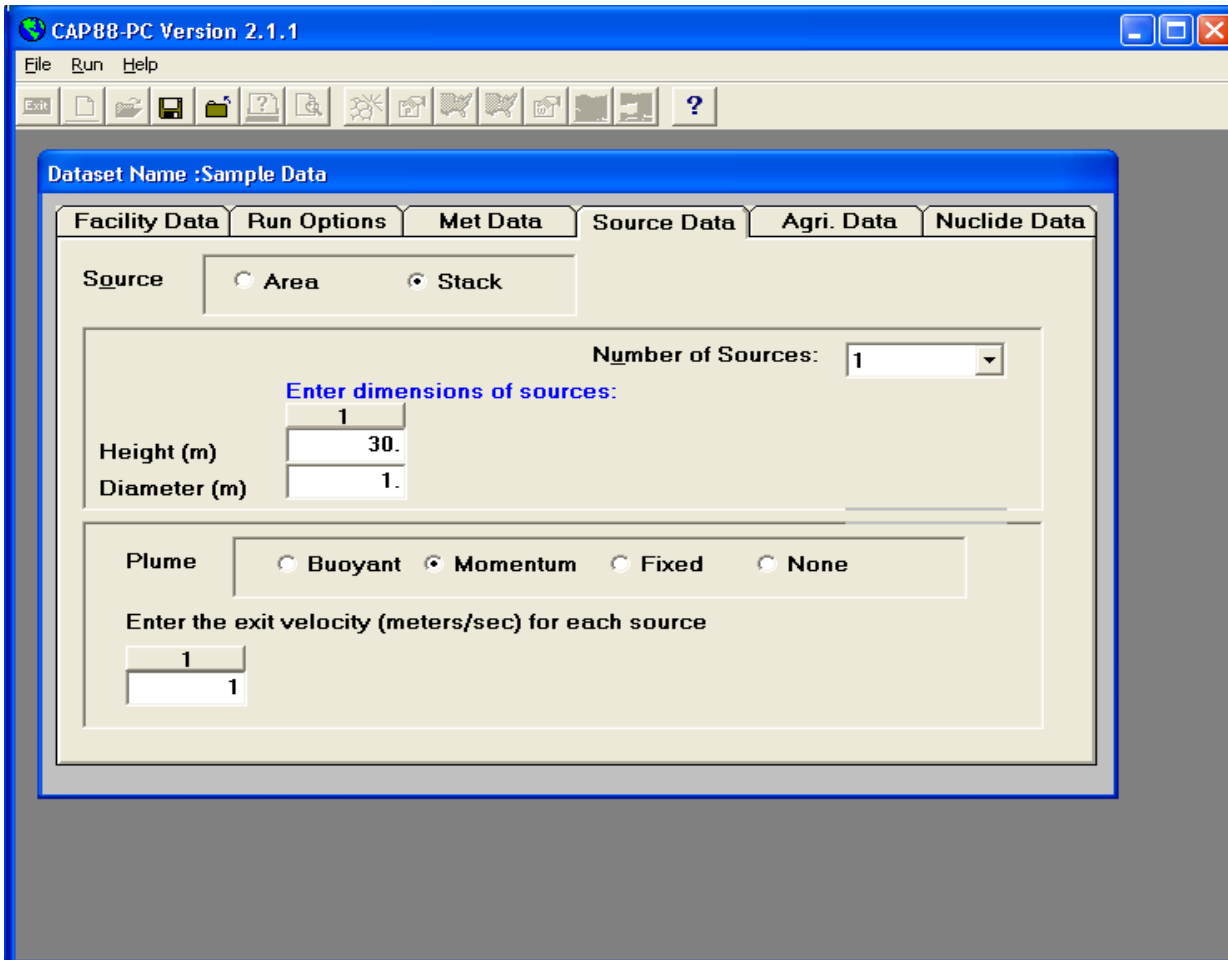 CAP88-PC Version 2.1.1
File Run Help
Exit
Dataset Name :Sample Data
Facility Data Run Options Met Data Source Data Agri. Data Nuclide Data
Source Area Stack
Number of Sources: 1
Enter dimensions of sources:
1
Height (m) 30.
Diameter (m) 1.
Plume Buoyant Momentum Fixed None
Enter the exit velocity (meters/sec) for each source
1
1